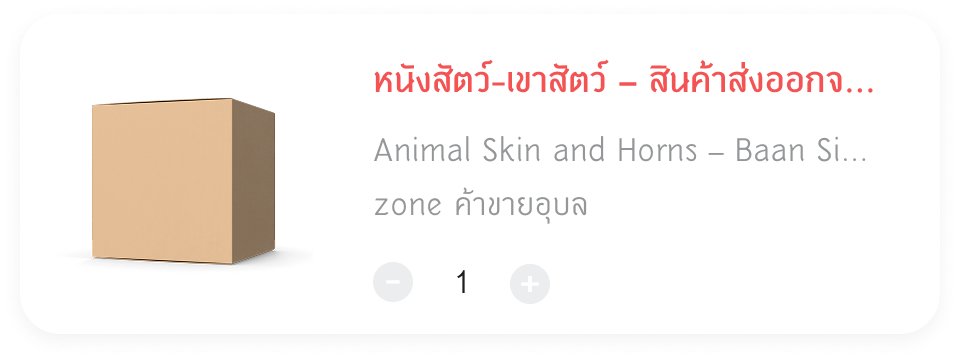 หนังสัตว์-เขาสัตว์ – สินค้าส่งออกจ...
Animal Skin and Horns – Baan Si...
zone ค้าขายอุบล
- 1 +